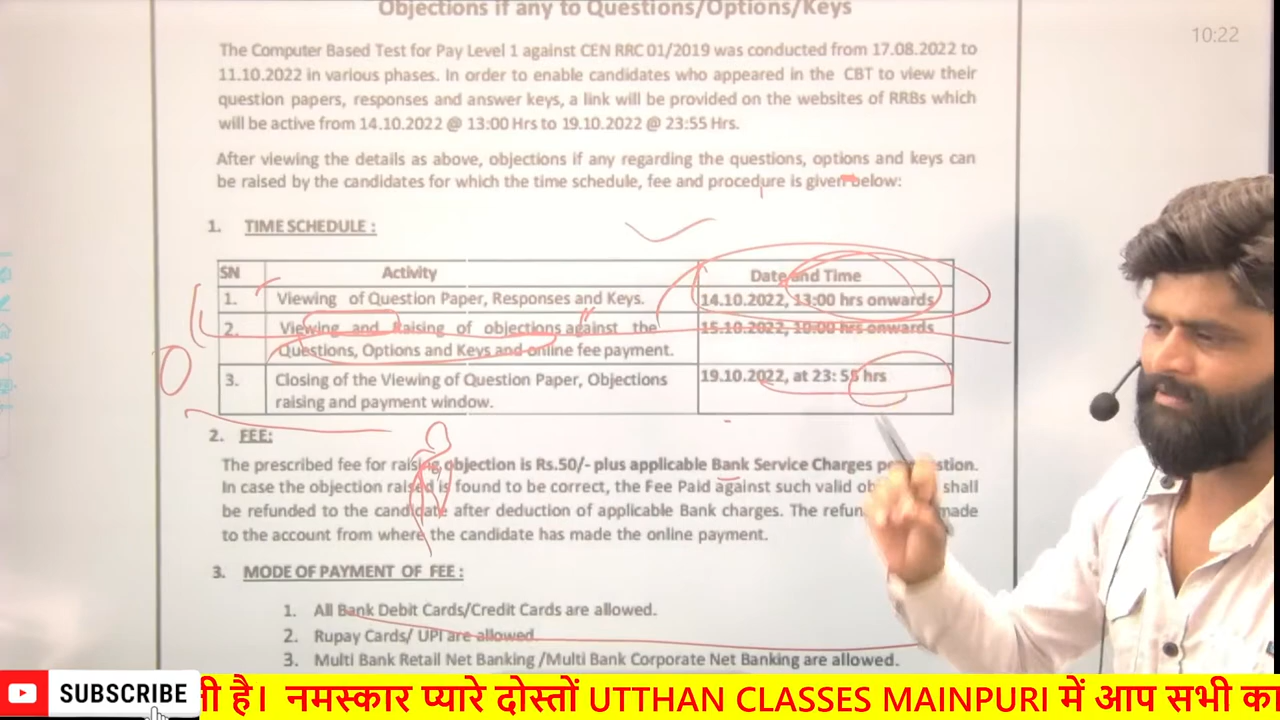 Objections if any to Questions/Options/Keys
10:22
The Computer Based Test for Pay Level 1 against CEN RRC 01/2019 was conducted from 17.08.2022 to
11.10.2022 in various phases. In order to enable candidates who appeared in the CBT to view their
question papers, responses and answer keys, a link will be provided on the websites of RRBs which
will be active from 14.10.2022 @ 13:00 Hrs to 19.10.2022 @ 23:55 Hrs.
After viewing the details as above, objections if any regarding the questions, options and keys can
be raised by the candidates for which the time schedule, fee and procedure is given below:
1. TIME SCHEDULE :
SN Activity Date and Time
1. Viewing of Question Paper, Responses and Keys. 14.10.2022, 13:00 hrs onwards
2. Viewing and Raising of objections against the 15.10.2022, 10:00 hrs onwards
Questions, Options and Keys and online fee payment.
3. Closing of the Viewing of Question Paper, Objections 19.10.2022, at 23: 55 hrs
raising and payment window.
2. FEE:
The prescribed fee for raising objection is Rs.50/- plus applicable Bank Service Charges
In case the objection raised is found to be correct, the Fee Paid against such valid shall
be refunded to the candidate after deduction of applicable Bank charges. The made
to the account from where the candidate has made the online payment.
3. MODE OF PAYMENT OF FEE :
1. All Bank Debit Cards/Credit Cards are allowed.
2. Rupay Cards/ UPI are allowed
3. Multi Bank Retail Net Banking /Multi Bank Corporate Net Banking are allowed.
SUBSCRIBE
है। नमस्कार प्यारे दोस्तों UTTHAN CLASSES MAINPURI में आप सभी